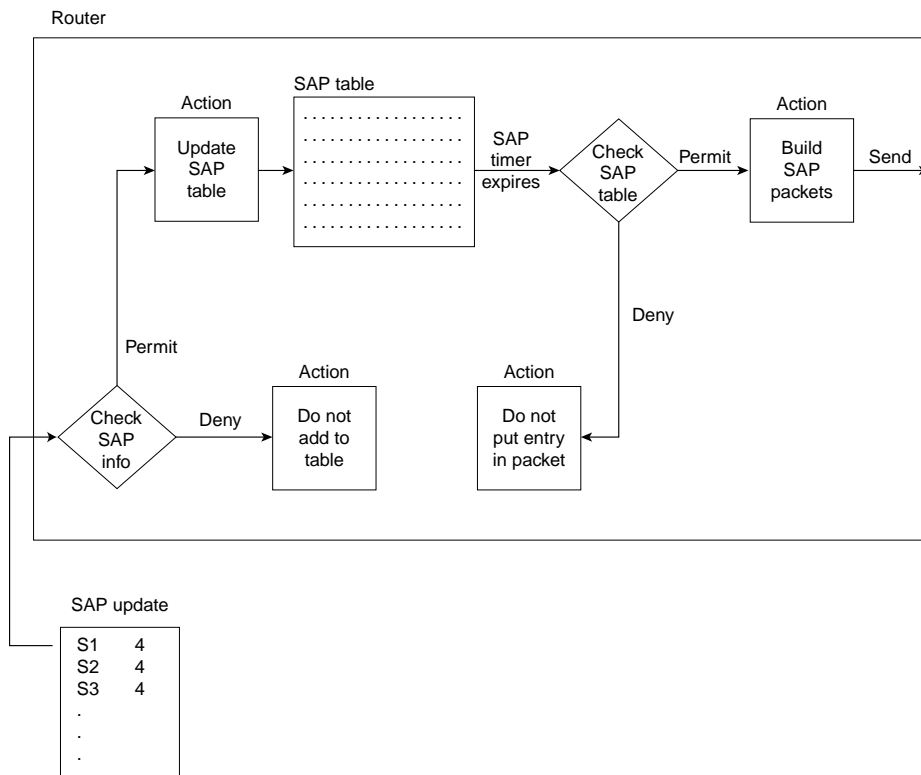 Router
Action
Update
SAP
table
SAP table
. . . . . . . . . . . . . . . . . .
. . . . . . . . . . . . . . . . . .
. . . . . . . . . . . . . . . . . .
. . . . . . . . . . . . . . . . . .
. . . . . . . . . . . . . . . . . .
. . . . . . . . . . . . . . . . . .
SAP
timer
expires
Check
SAP
table
Permit
Action
Build
SAP
packets
Send
Deny
Permit
Check
SAP
info
Deny
Action
Do not
add to
table
Action
Do not
put entry
in packet
SAP update
S1 4
S2 4
S3 4
.
.
.